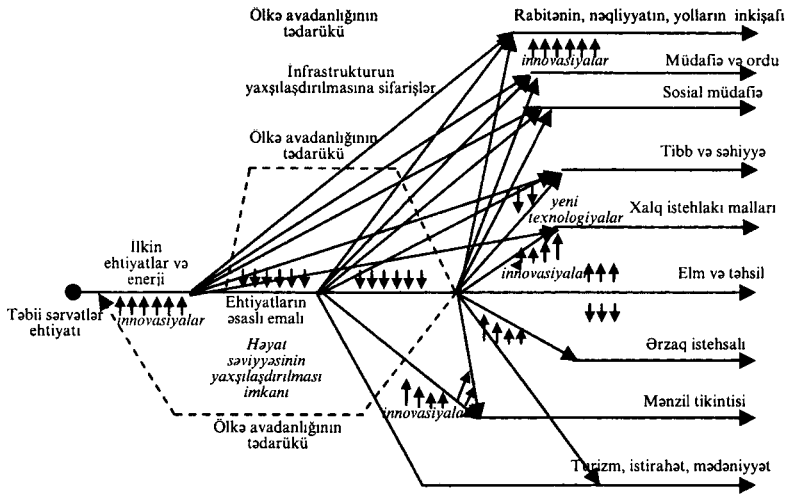 Ölkə avadanlığının
tədarükü
Rabitənin, nəqliyyatın, yolların inkişafı
innovasiyalar
Müdafiə və ordu
İnfrastrukturun
yaxşılaşdırılmasına sifarişlər
Sosial müdafiə
Ölkə avadanlığının
tədarükü
Tibb və səhiyyə
yeni
texnologiyalar
Xalq istehlakı malları
İlkin
ehtiyatlar və
enerji
innovasiyalar
Elm və təhsil
Təbii sərvətlər
ehtiyatı
innovasiyalar
Ehtiyatların
əsaslı emalı
Həyat
səviyyəsinin
yaxşılaşdırılması
imkanı
Ərzaq istehsalı
innovasiyalar
Mənzil tikintisi
Ölkə avadanlığının
tədarükü
Turizm, istirahət, mədəniyyət